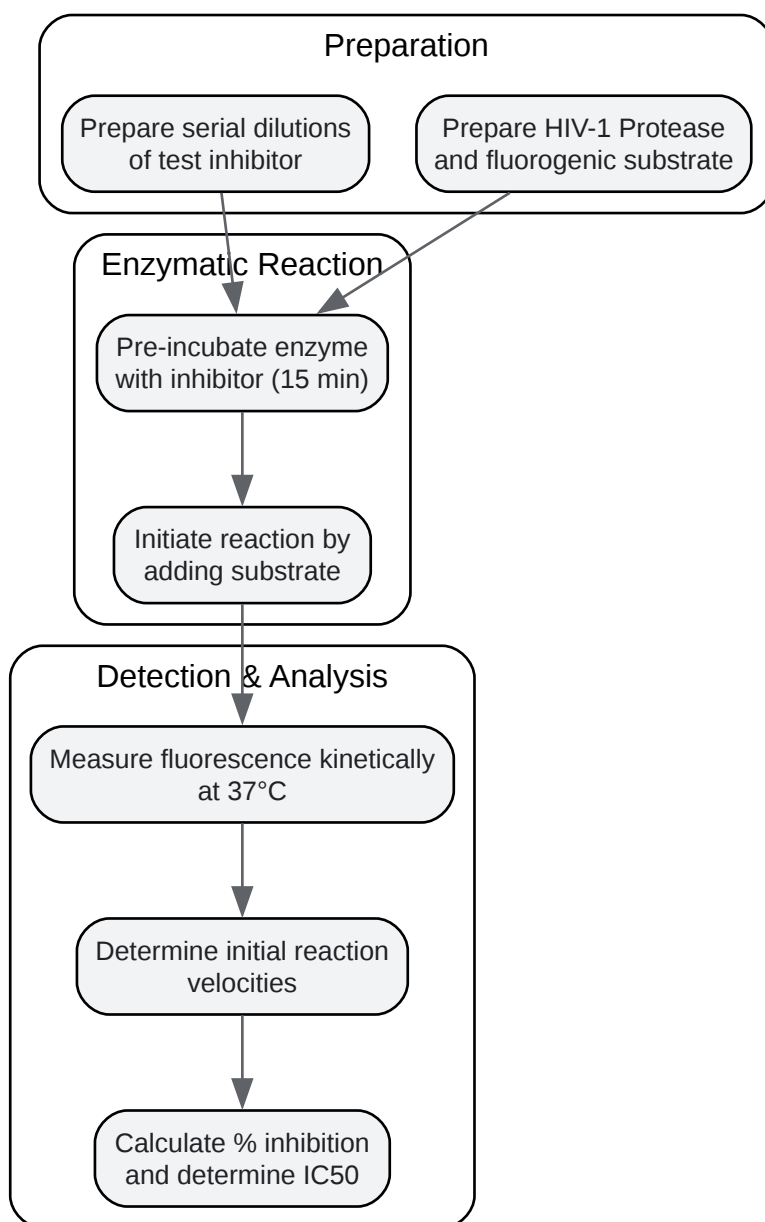 Preparation
Prepare serial dilutions
of test inhibitor
Prepare HIV-1 Protease
and fluorogenic substrate
Enzymatic Reaction
Pre-incubate enzyme
with inhibitor (15 min)
Initiate reaction by
adding substrate
Detection & Analysis
Measure fluorescence kinetically
at 37°C
Determine initial reaction
velocities
Calculate % inhibition
and determine IC50